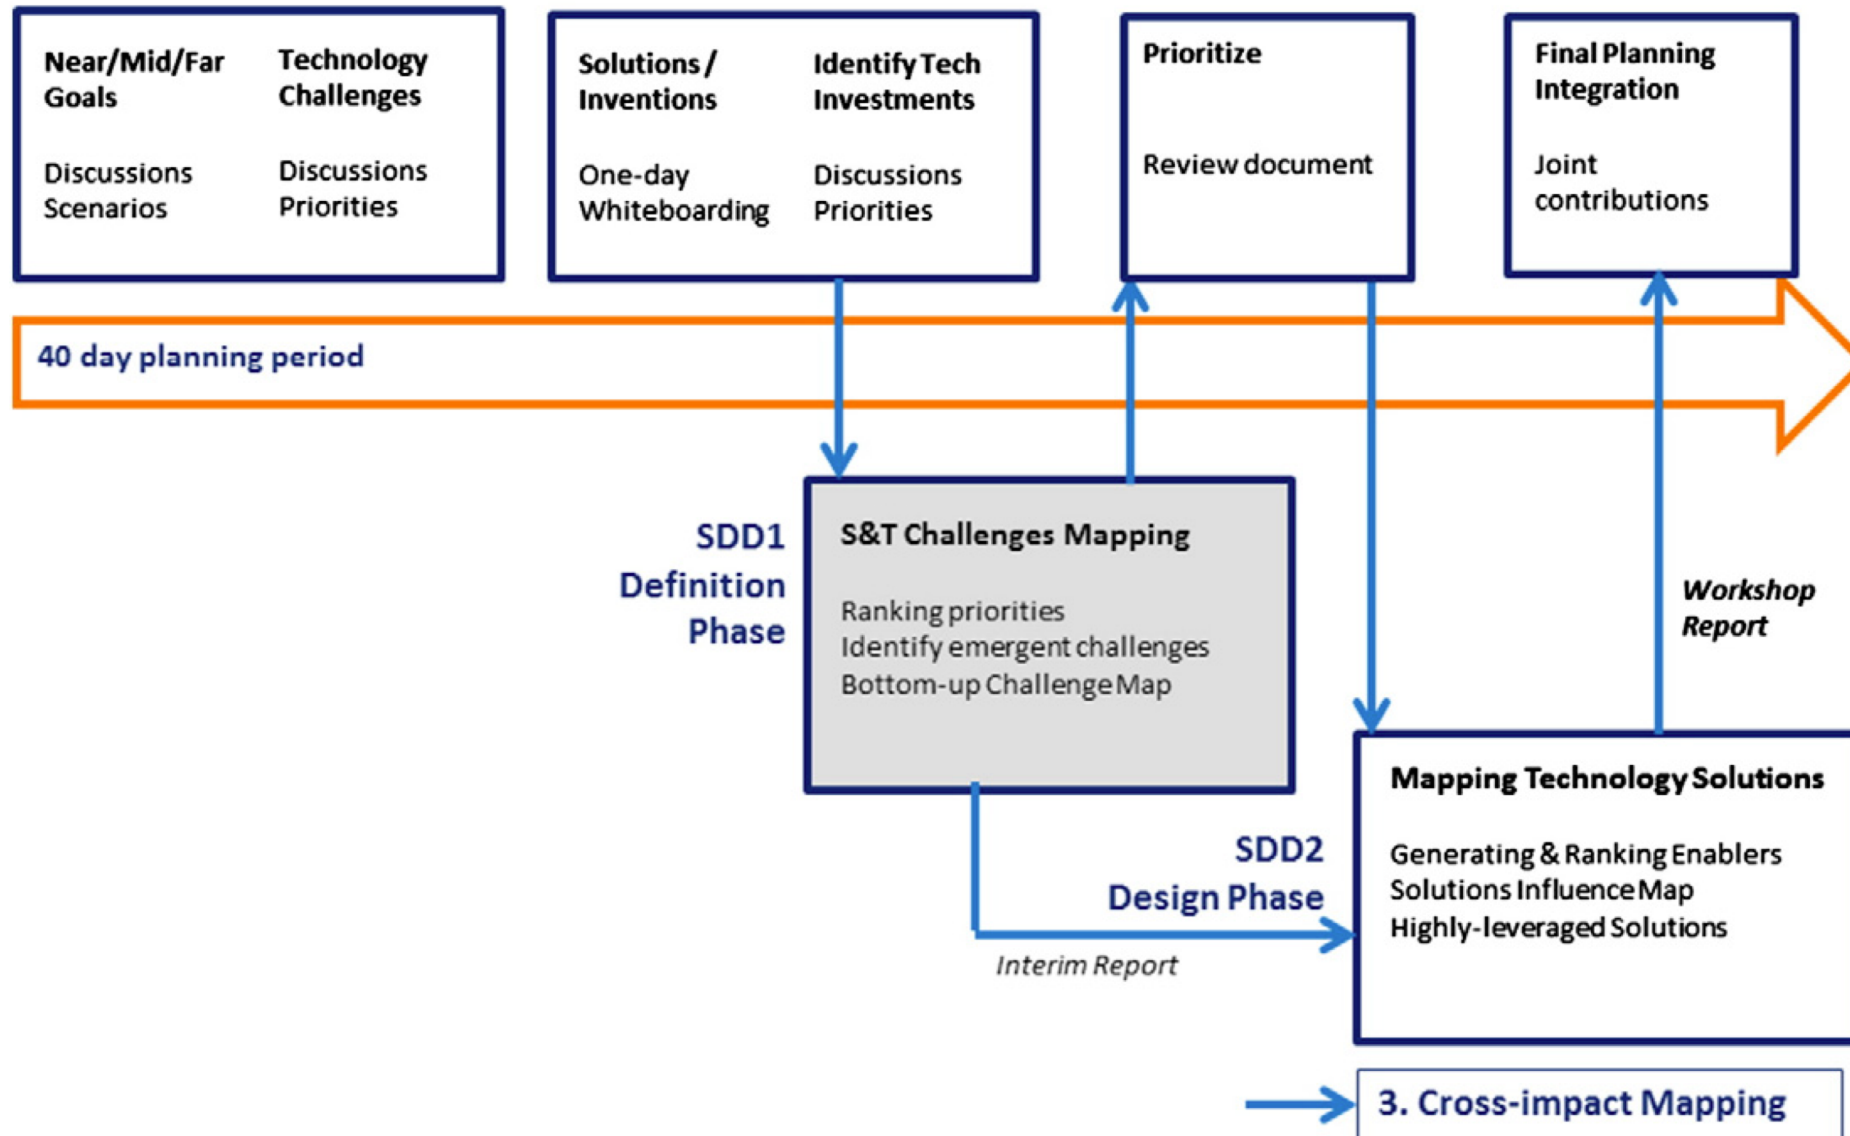 Near/Mid/Far
Goals
Discussions
Scenarios
Technology
Challenges
Discussions
Priorities
Solutions /
Inventions
One-day
Whiteboarding
Identify Tech
Investments
Discussions
Priorities
Prioritize
Review document
Final Planning
Integration
Joint
contributions
40 day planning period
SDD1
Definition
Phase
S&T Challenges Mapping
Ranking priorities
Identify emergent challenges
Bottom-up Challenge Map
Workshop
Report
SDD2
Design Phase
Interim Report
Mapping Technology Solutions
Generating & Ranking Enablers
Solutions Influence Map
Highly-leveraged Solutions
3. Cross-impact Mapping